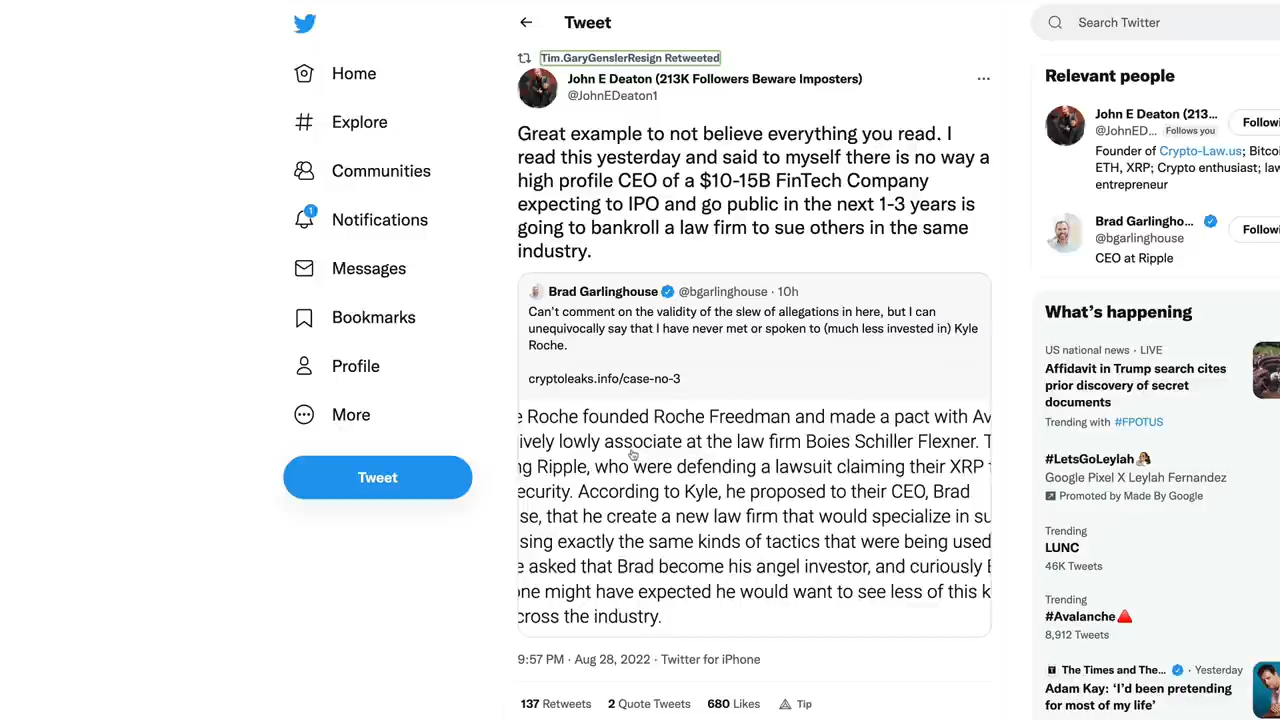 Tweet
Search Twitter
Home
Explore
Communities
1
Notifications
Messages
Bookmarks
Profile
More
Tweet
Tim.GaryGenslerResign Retweeted
John E Deaton (213K Followers Beware Imposters)
@JohnEDeaton1
Great example to not believe everything you read. I
read this yesterday and said to myself there is no way a
high profile CEO of a $10-15B FinTech Company
expecting to IPO and go public in the next 1-3 years is
going to bankroll a law firm to sue others in the same
industry.
Brad Garlinghouse @bgarlinghouse · 10h
Can't comment on the validity of the slew of allegations in here, but I can
unequivocally say that I have never met or spoken to (much less invested in) Kyle
Roche.
cryptoleaks.info/case-no-3
e Roche founded Roche Freedman and made a pact with Av
ively lowly associate at the law firm Boies Schiller Flexner. T
ng Ripple, who were defending a lawsuit claiming their XRP
ecurity. According to Kyle, he proposed to their CEO, Brad
se, that he create a new law firm that would specialize in su
sing exactly the same kinds of tactics that were being used
e asked that Brad become his angel investor, and curiously
one might have expected he would want to see less of this k
cross the industry.
9:57 PM · Aug 28, 2022 · Twitter for iPhone
137 Retweets 2 Quote Tweets 680 Likes Tip
Relevant people
John E Deaton (213...
@JohnED... Follows you
Followi
Founder of Crypto-Law.us; Bitcoi
ETH, XRP; Crypto enthusiast; law
entrepreneur
Brad Garlingho...
@bgarlinghouse
Followi
CEO at Ripple
What's happening
US national news · LIVE
Affidavit in Trump search cites
prior discovery of secret
documents
Trending with #FPOTUS
#LetsGoLeylah
Google Pixel X Leylah Fernandez
Promoted by Made By Google
Trending
LUNC
46K Tweets
Trending
#Avalanche
8,912 Tweets
The Times and The... · Yesterday
Adam Kay: 'I'd been pretending
for most of my life'